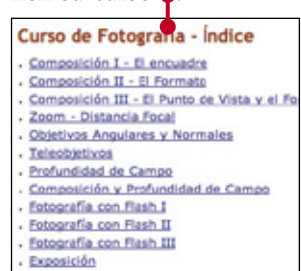 Curso de Fotografía - Índice
Composición I - El encuadre
Composición II - El Formato
Composición III - El Punto de Vista y el Fo
Zoom - Distancia Focal
Objetivos Angulares y Normales
Teleobjetivos
Profundidad de Campo
Composición y Profundidad de Campo
Fotografía con Flash I
Fotografía con Flash II
Fotografía con Flash III
Exposición